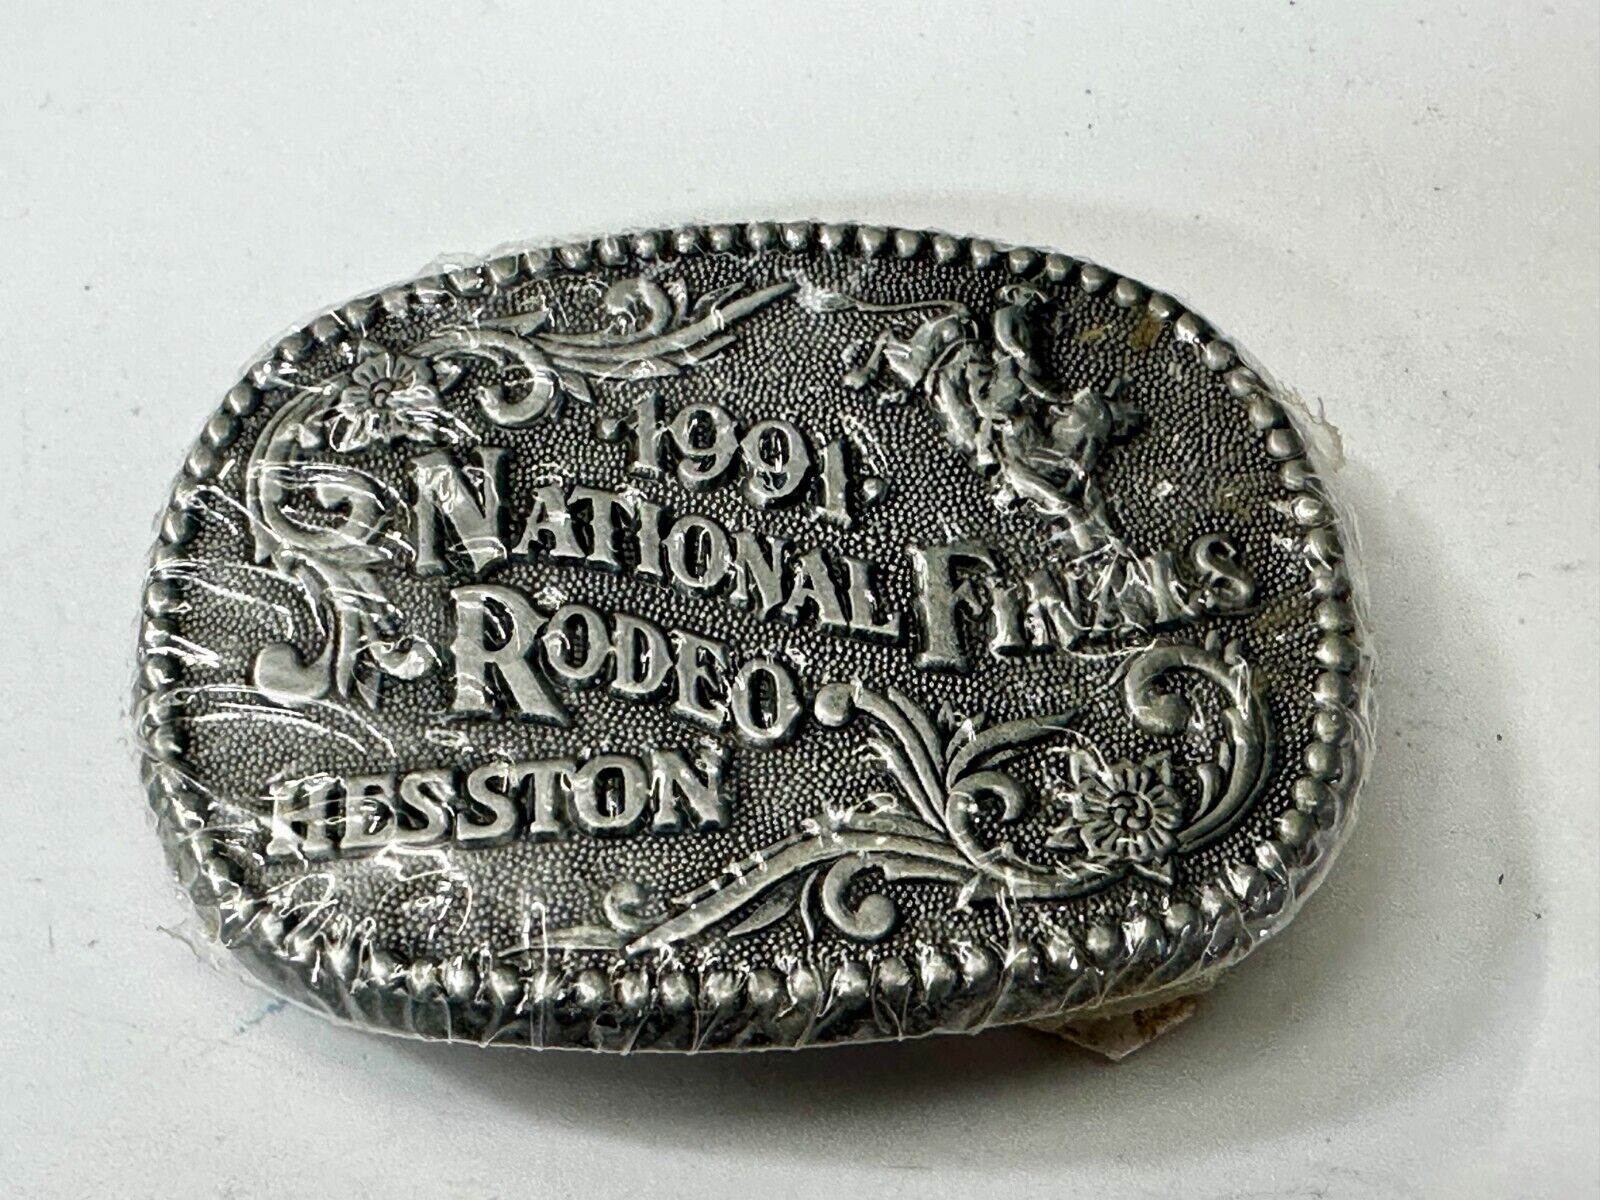 ·1991·
NATIONAL FINALS
RODEO
HESSTON